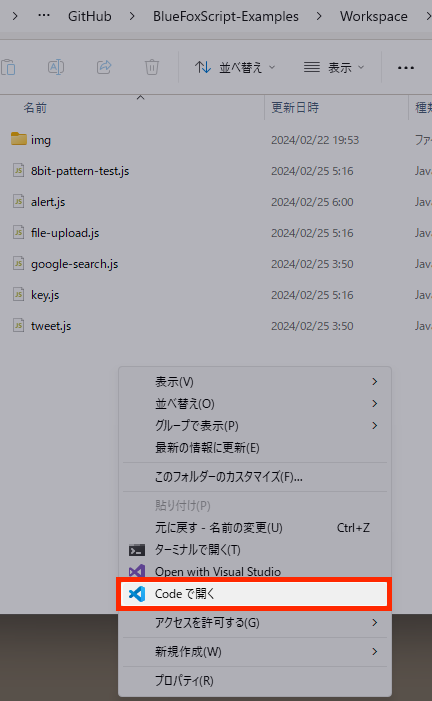 … GitHub > BlueFoxScript-Examples > Workspace >
並べ替え 表示 …
名前 更新日時 種類
img 2024/02/22 19:53 ファ
8bit-pattern-test.js 2024/02/25 5:16 Java
alert.js 2024/02/25 6:00 Java
file-upload.js 2024/02/25 5:16 Java
google-search.js 2024/02/25 3:50 Java
key.js 2024/02/25 5:16 Java
tweet.js 2024/02/25 3:50 Java
表示(V)
並べ替え(O)
グループで表示(P)
最新の情報に更新(E)
このフォルダーのカスタマイズ(F)...
貼り付け(P)
元に戻す - 名前の変更(U) Ctrl+Z
ターミナルで開く(T)
Open with Visual Studio
Code で開く
アクセスを許可する(G)
新規作成(W)
プロパティ(R)